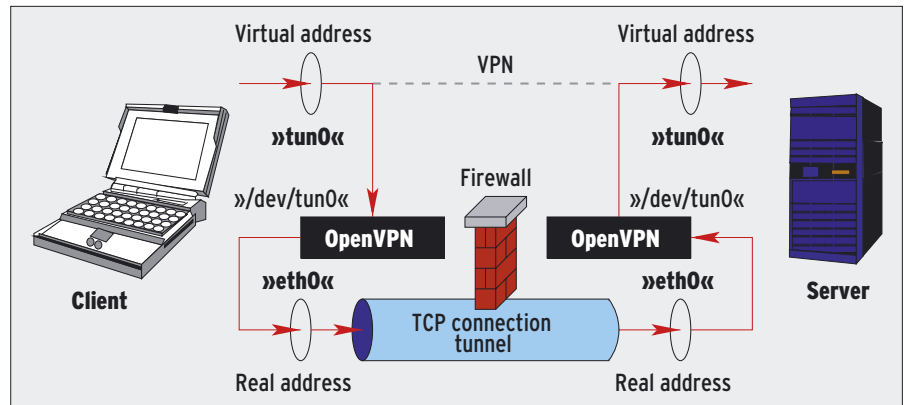 Virtual address
Virtual address
VPN
»tun0«
»tun0«
Firewall
»/dev/tun0«
»/dev/tun0«
OpenVPN
OpenVPN
»eth0«
»eth0«
Client
Server
TCP connection
tunnel
Real address
Real address